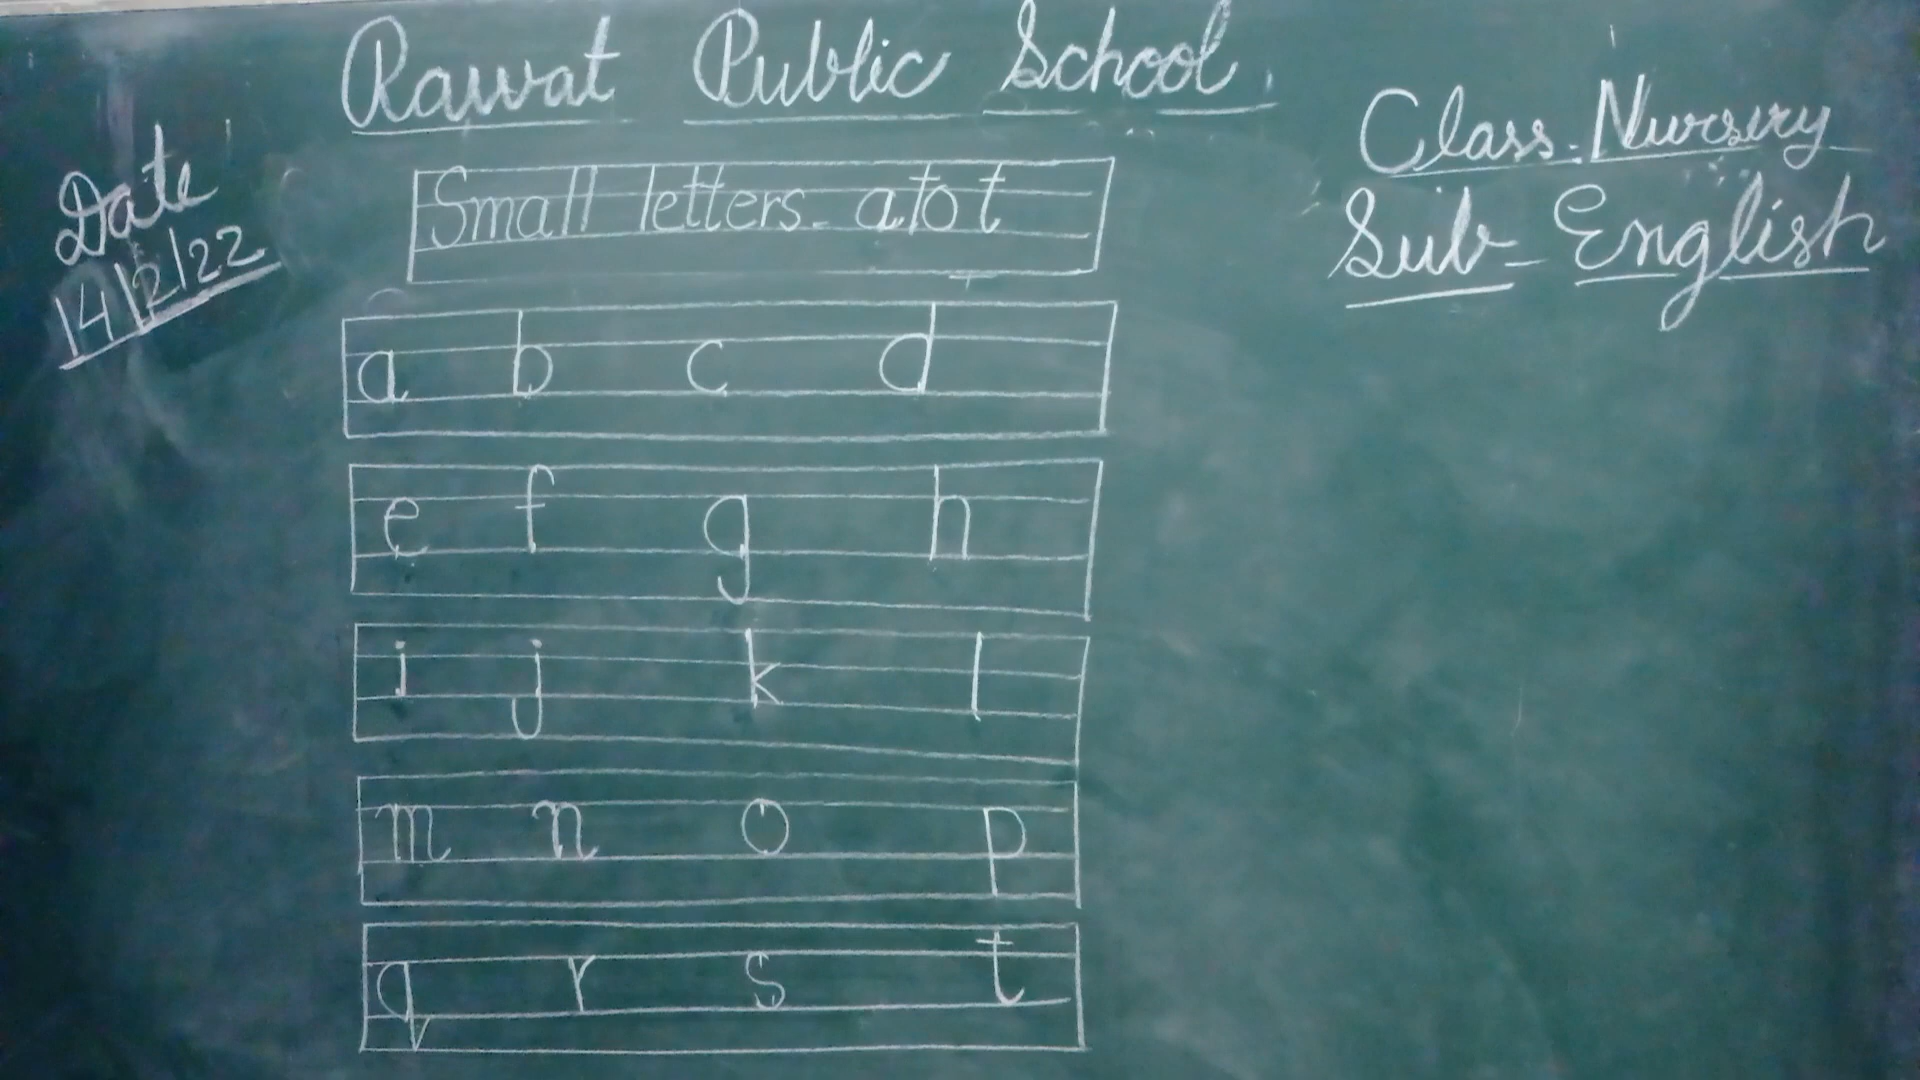 Rawat Public School
Class. Nursery
Date
14/12/22
Sub - English
Small letters - a to t
a b c d
e f g h
i j k l
m n o p
q r s t